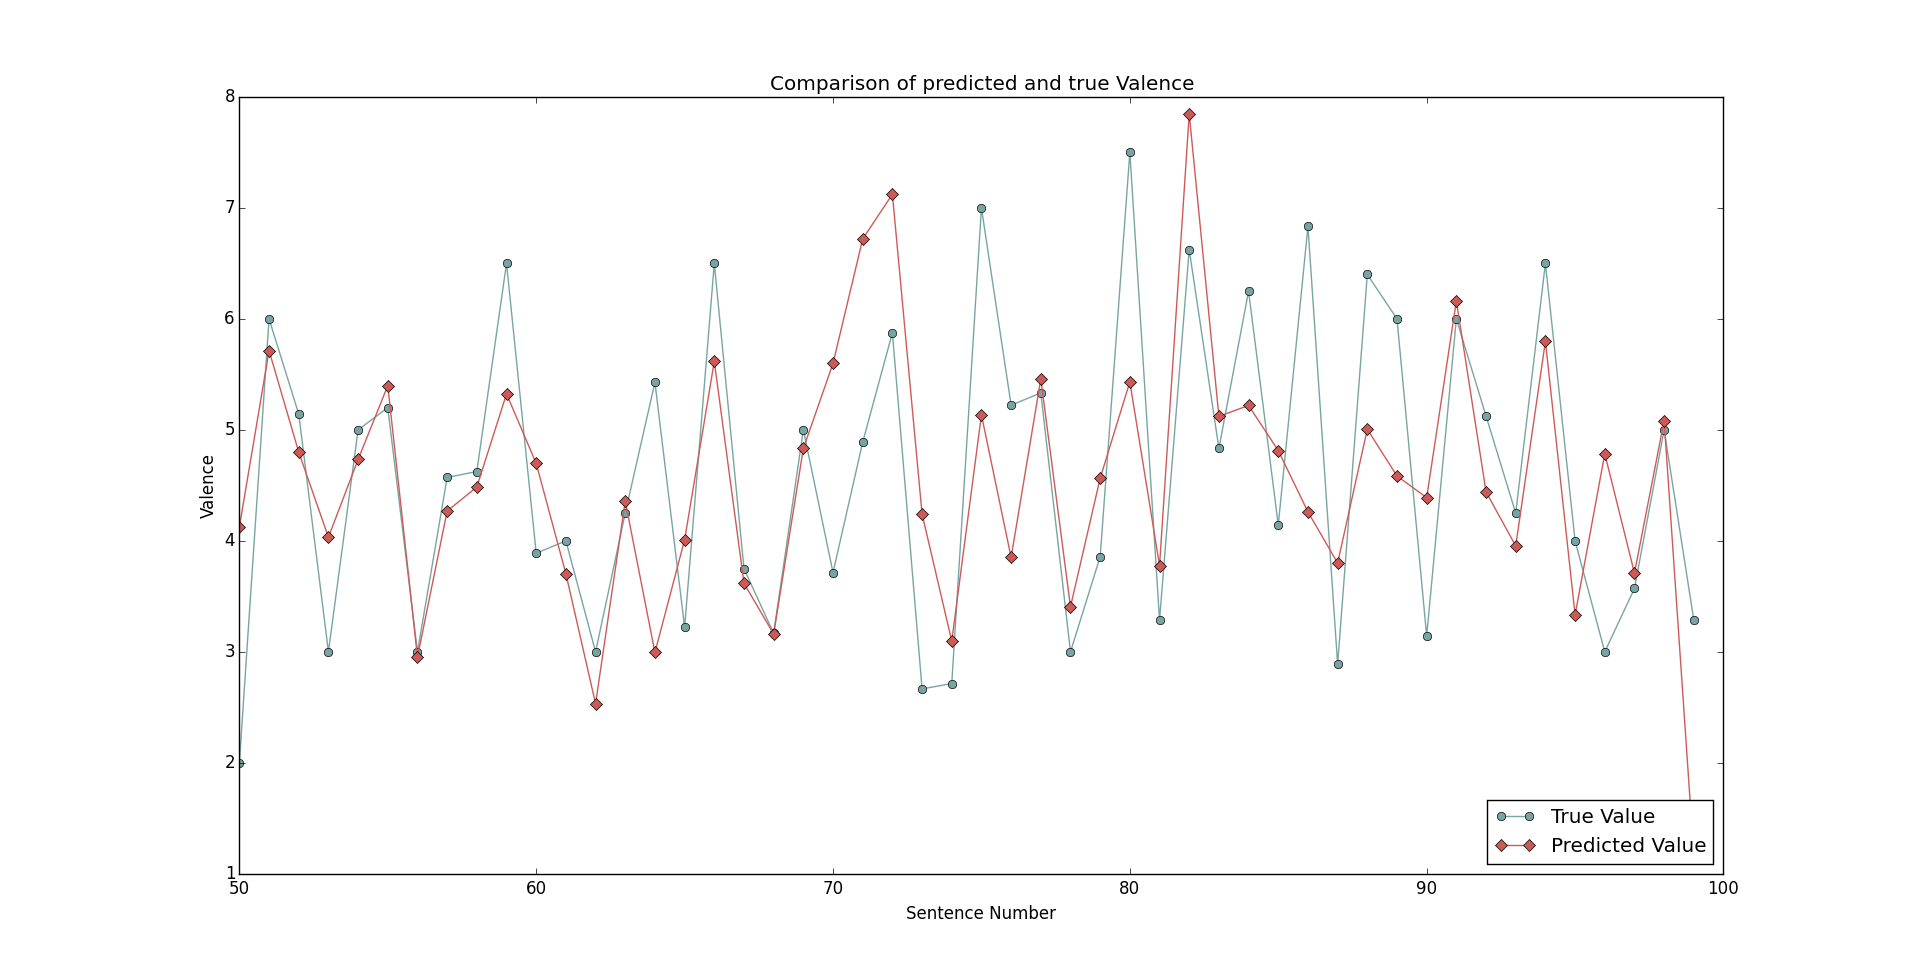 Comparison of predicted and true Valence
8
7
6
5
4
3
2
1
Valence
50 60 70 80 90 100
Sentence Number
True Value
Predicted Value